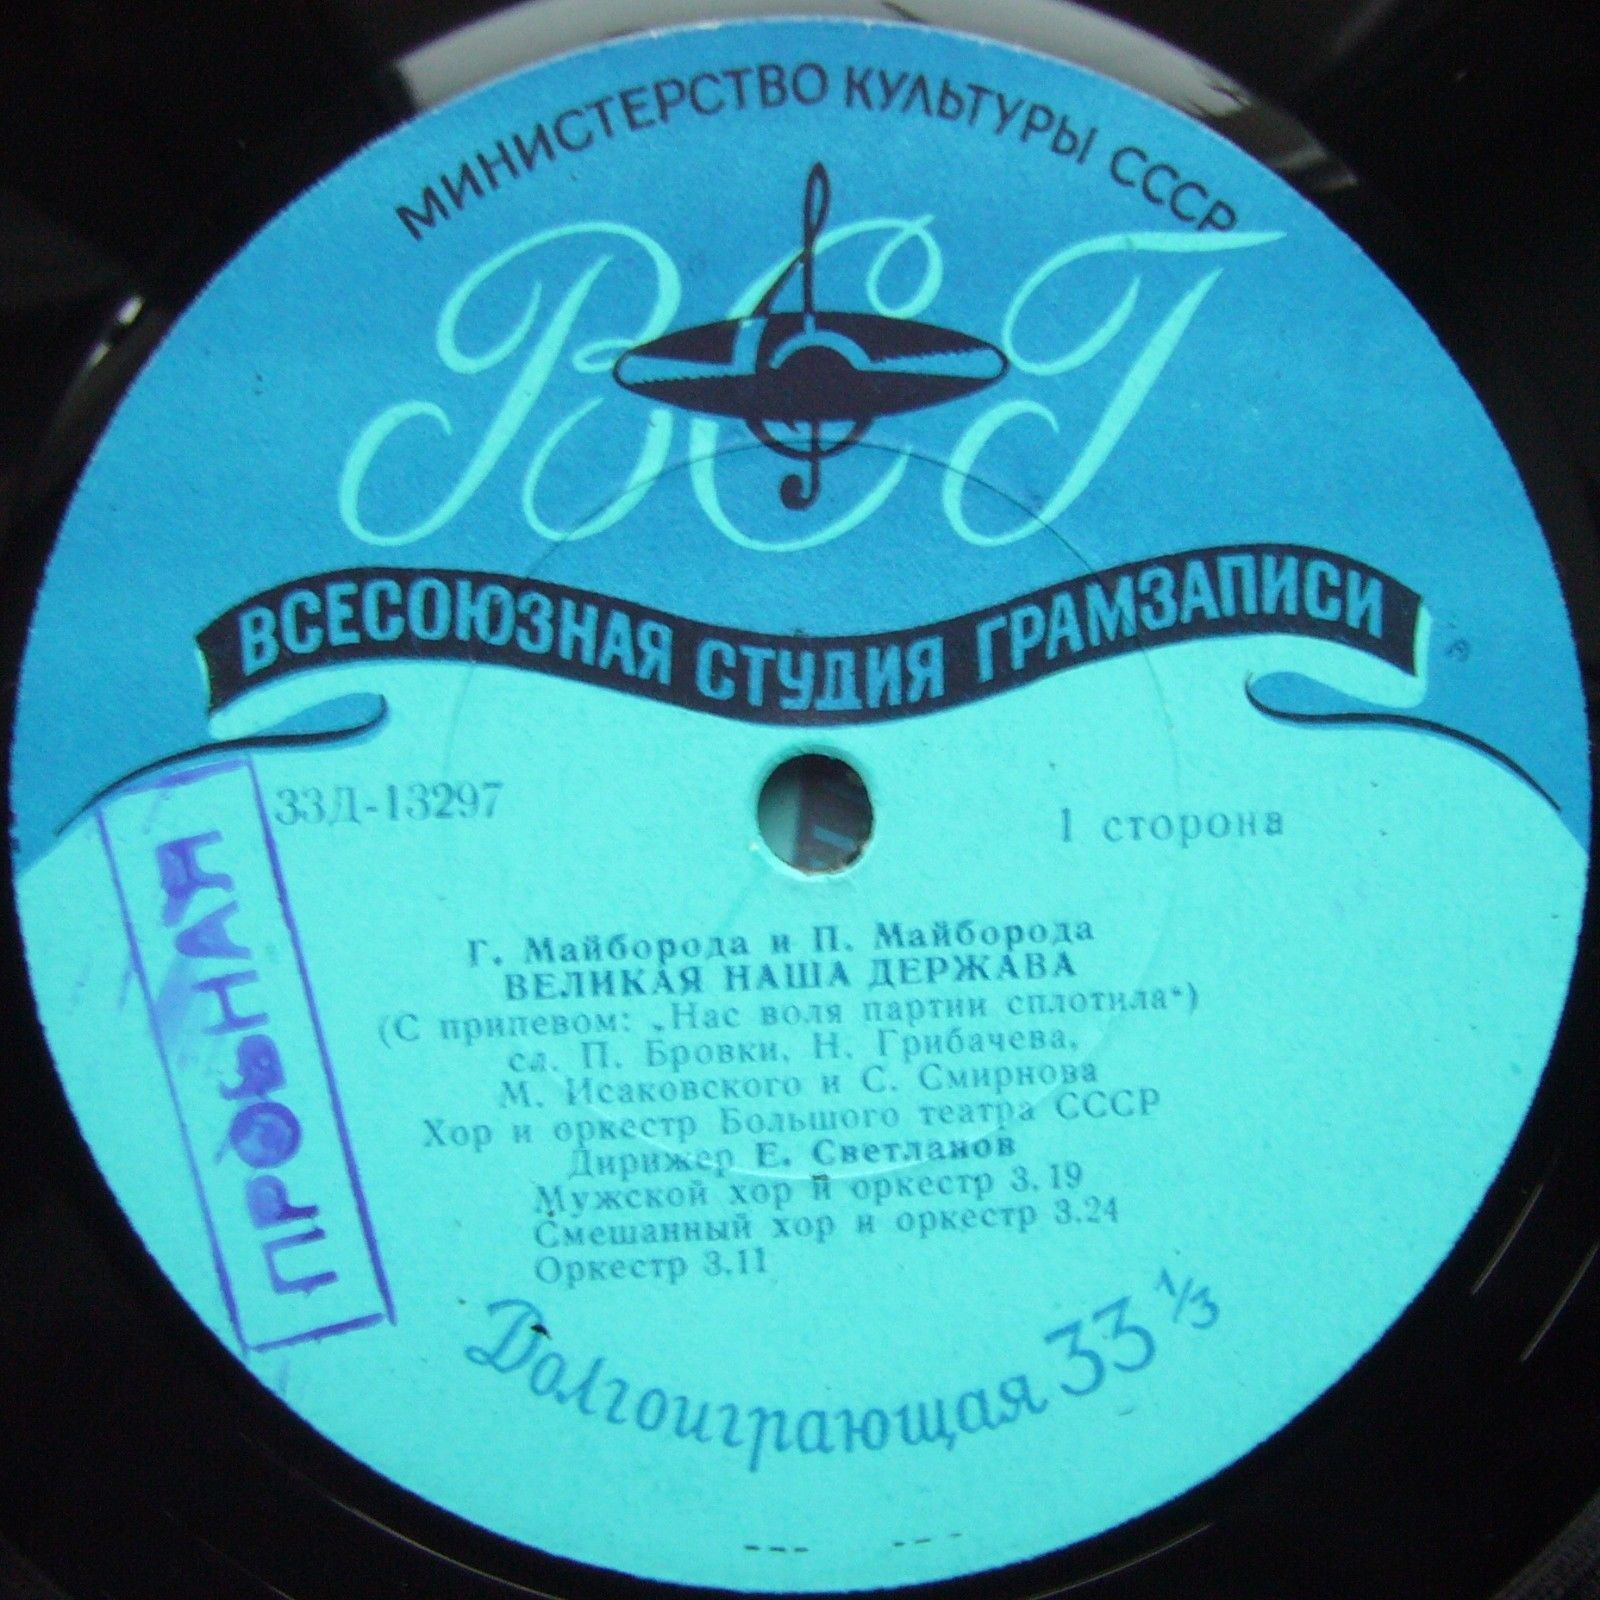 МИНИСТЕРСТВО КУЛЬТУРЫ СССР
ВСГ
ВСЕСОЮЗНАЯ СТУДИЯ ГРАМЗАПИСИ
33Д-13297
1 сторона
ПРОБНАЯ
Г. Майборода и П. Майборода
ВЕЛИКАЯ НАША ДЕРЖАВА
(С припевом: „Нас воля партии сплотила“)
сл. П. Бровки, Н. Грибачева,
М. Исаковского и С. Смирнова
Хор и оркестр Большого театра СССР
Дирижер Е. Светланов
Мужской хор и оркестр 3.19
Смешанный хор и оркестр 3.24
Оркестр 3.11
Долгоиграющая 33 1/3